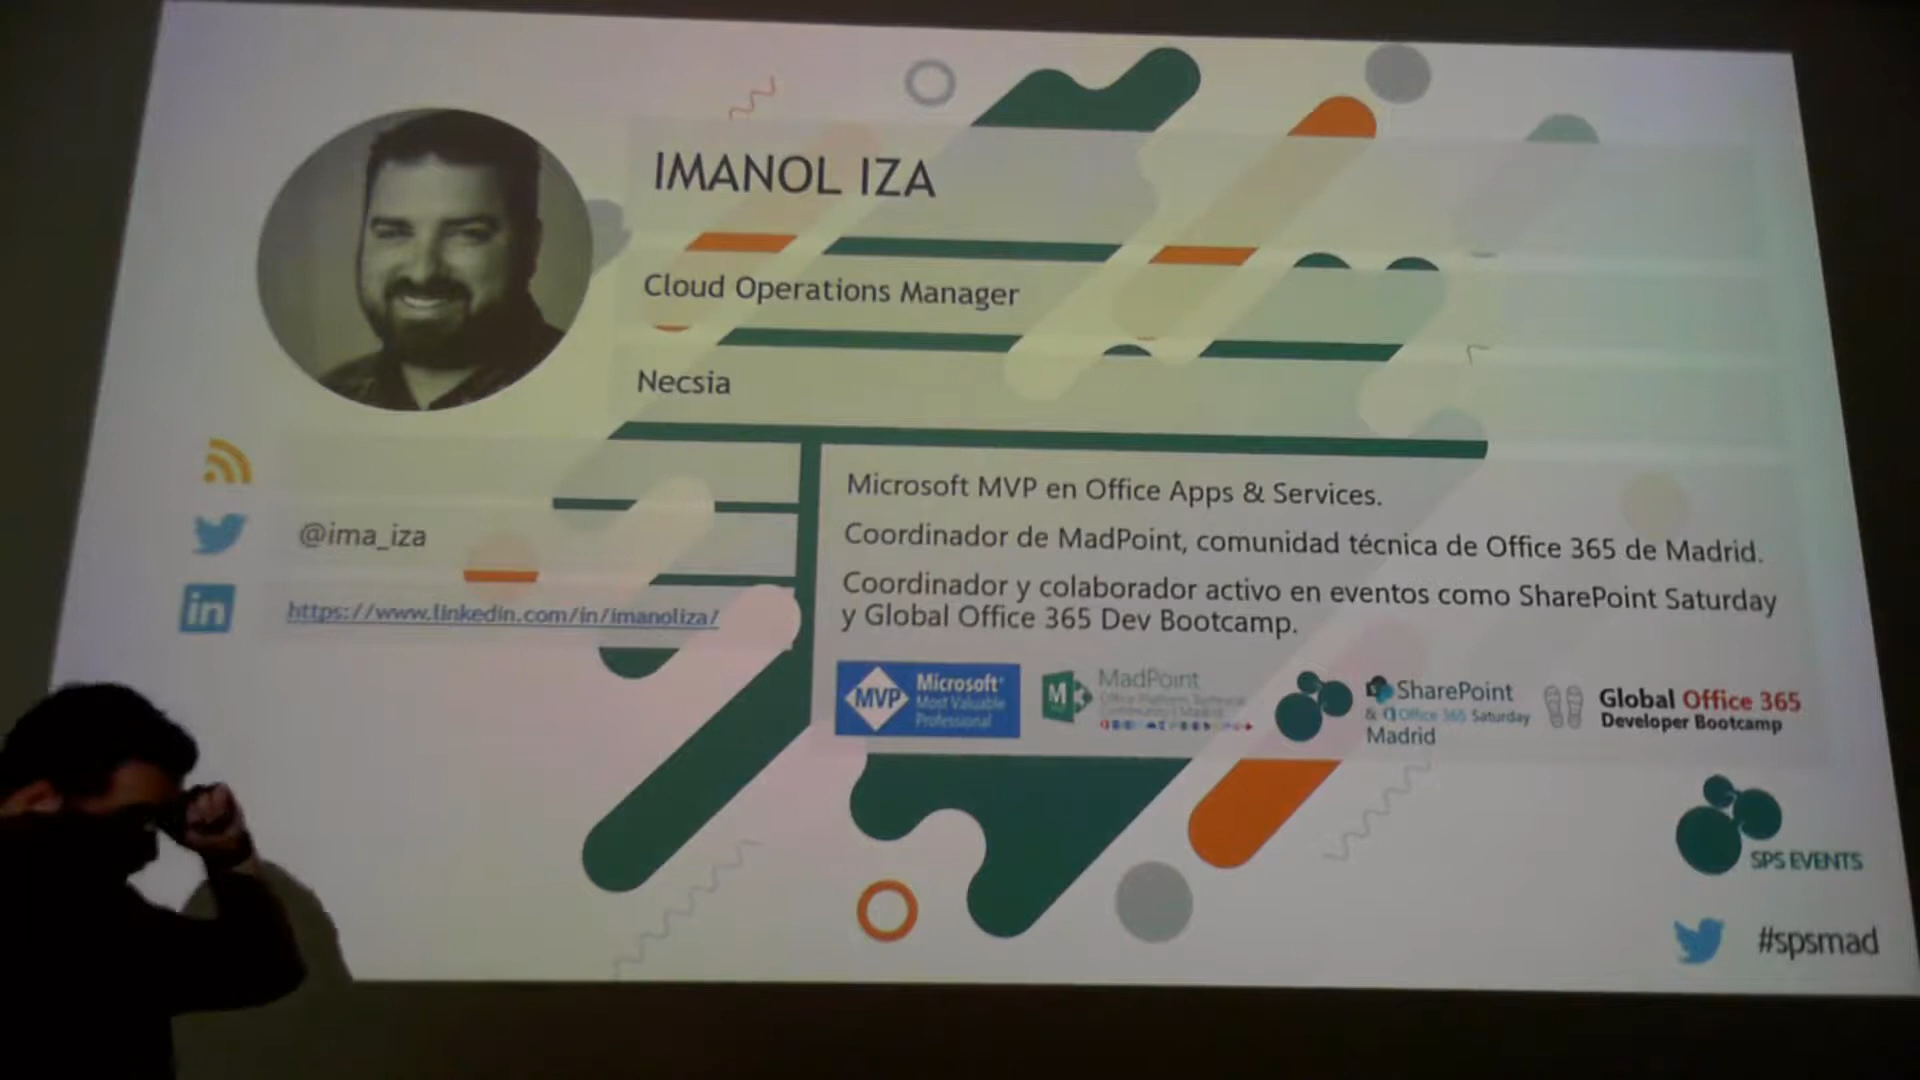 IMANOL IZA
Cloud Operations Manager
Necsia
@ima_iza
in
https://www.linkedin.com/in/imanoliza/
Microsoft MVP en Office Apps & Services.
Coordinador de MadPoint, comunidad técnica de Office 365 de Madrid.
Coordinador y colaborador activo en eventos como SharePoint Saturday
y Global Office 365 Dev Bootcamp.
MVP
Microsoft®
Most Valuable
Professional
M
MadPoint
SharePoint
& Office 365 Saturday
Madrid
Global Office 365
Developer Bootcamp
SPS EVENTS
#spsmad